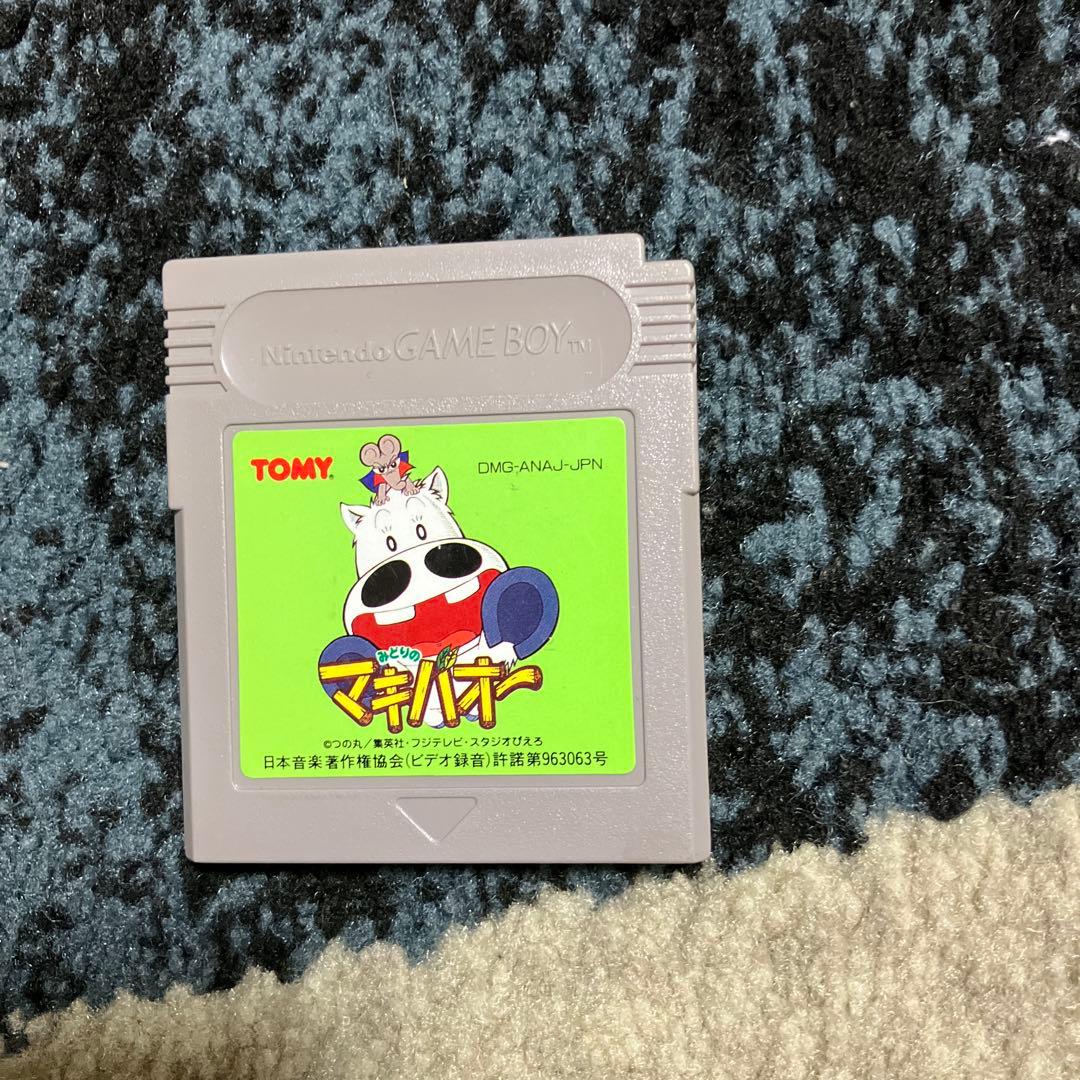 Nintendo GAME BOY TM
TOMY®
DMG-ANAJ-JPN
みどりの
マキバオー
©つの丸／集英社・フジテレビ・スタジオぴえろ
日本音楽著作権協会(ビデオ録音)許諾第963063号